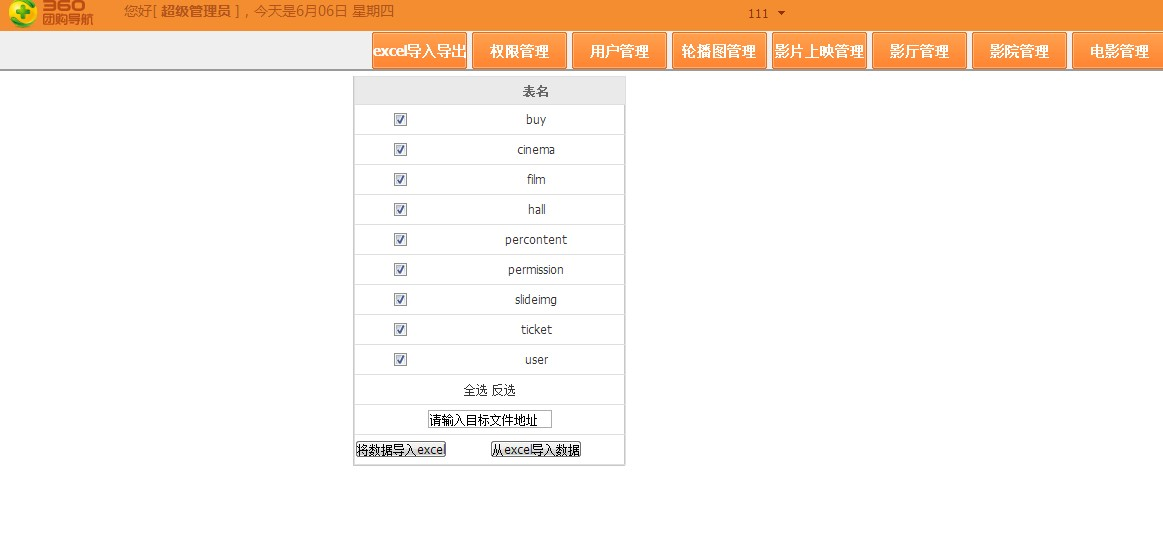 360
团购导航
您好[ 超级管理员 ]，今天是6月06日 星期四
111
excel导入导出 权限管理 用户管理 轮播图管理 影片上映管理 影厅管理 影院管理 电影管理
表名
buy
cinema
film
hall
percontent
permission
slideimg
ticket
user
全选 反选
请输入目标文件地址
将数据导入excel 从excel导入数据